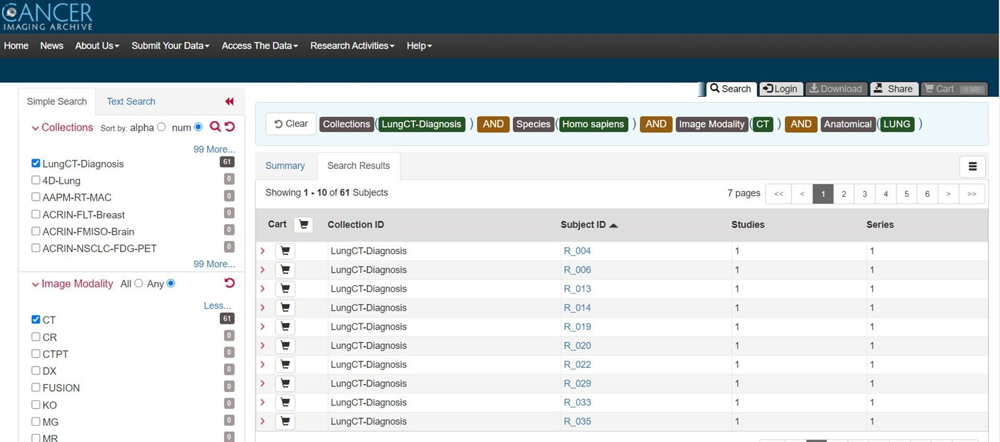 CANCER
IMAGING ARCHIVE
Home News About Us Submit Your Data Access The Data Research Activities Help
Search Login Download Share Cart 0 MB
Simple Search Text Search
Collections Sort by: alpha num
99 More...
LungCT-Diagnosis 61
4D-Lung 0
AAPM-RT-MAC 0
ACRIN-FLT-Breast 0
ACRIN-FMISO-Brain 0
ACRIN-NSCLC-FDG-PET 0
99 More...
Image Modality All Any
Less...
CT 61
CR 0
CTPT 0
DX 0
FUSION 0
KO 0
MG 0
MR 0
Clear Collections ( LungCT-Diagnosis ) AND Species ( Homo sapiens ) AND Image Modality ( CT ) AND Anatomical ( LUNG )
Summary Search Results
Showing 1 - 10 of 61 Subjects 7 pages << < 1 2 3 4 5 6 > >>
Cart Collection ID Subject ID Studies Series
LungCT-Diagnosis R_004 1 1
LungCT-Diagnosis R_006 1 1
LungCT-Diagnosis R_013 1 1
LungCT-Diagnosis R_014 1 1
LungCT-Diagnosis R_019 1 1
LungCT-Diagnosis R_020 1 1
LungCT-Diagnosis R_022 1 1
LungCT-Diagnosis R_029 1 1
LungCT-Diagnosis R_033 1 1
LungCT-Diagnosis R_035 1 1